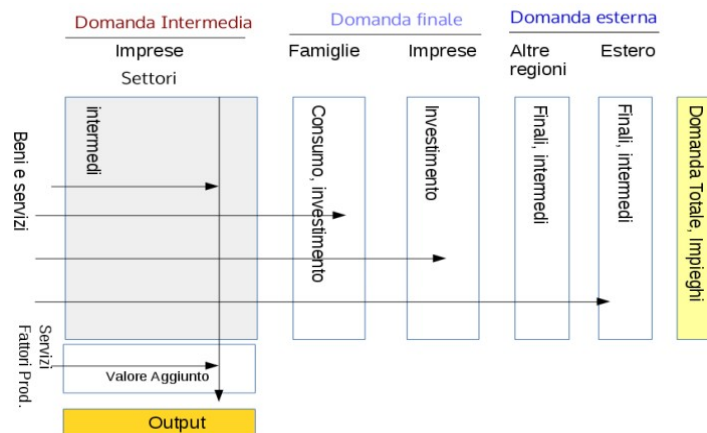 Domanda Intermedia
Domanda finale
Domanda esterna
Imprese
Famiglie
Imprese
Altre
regioni
Estero
Settori
Beni e servizi
intermedi
Consumo, investimento
Investimento
Finali, intermedi
Finali, intermedi
Domanda Totale, Impieghi
Servizi
Fattori Prod.
Valore Aggiunto
Output